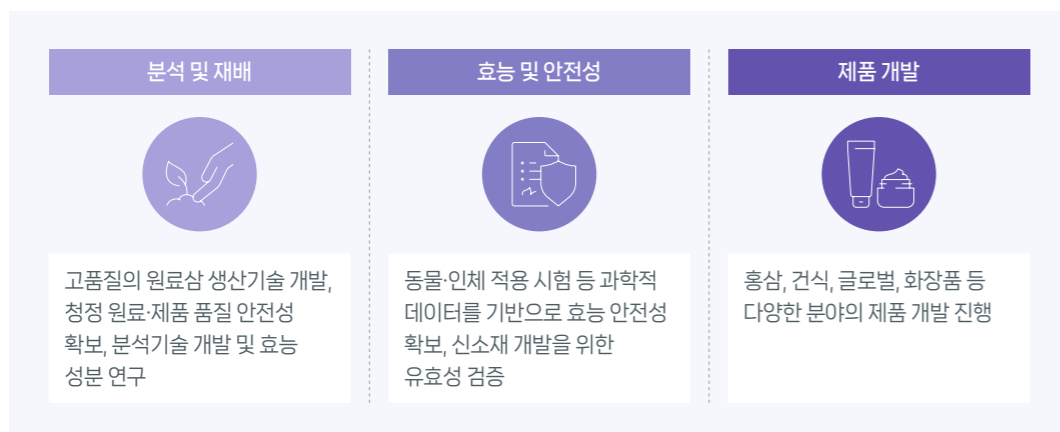 분석 및 재배
고품질의 원료삼 생산기술 개발,
청정 원료·제품 품질 안전성
확보, 분석기술 개발 및 효능
성분 연구
효능 및 안전성
동물·인체 적용 시험 등 과학적
데이터를 기반으로 효능 안전성
확보, 신소재 개발을 위한
유효성 검증
제품 개발
홍삼, 건식, 글로벌, 화장품 등
다양한 분야의 제품 개발 진행